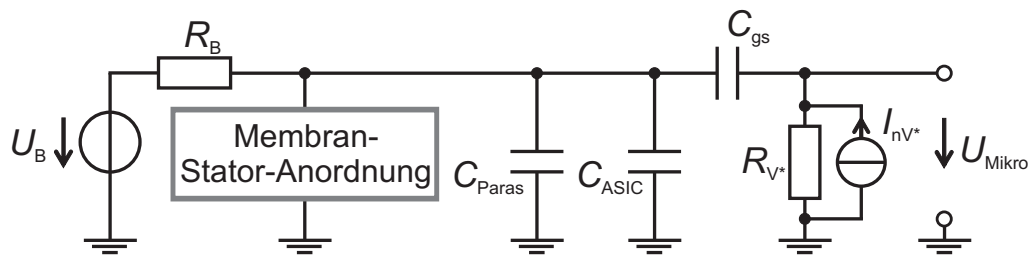 R_B
C_gs
U_B
Membran-
Stator-Anordnung
C_Paras
C_ASIC
R_V*
I_nV*
U_Mikro